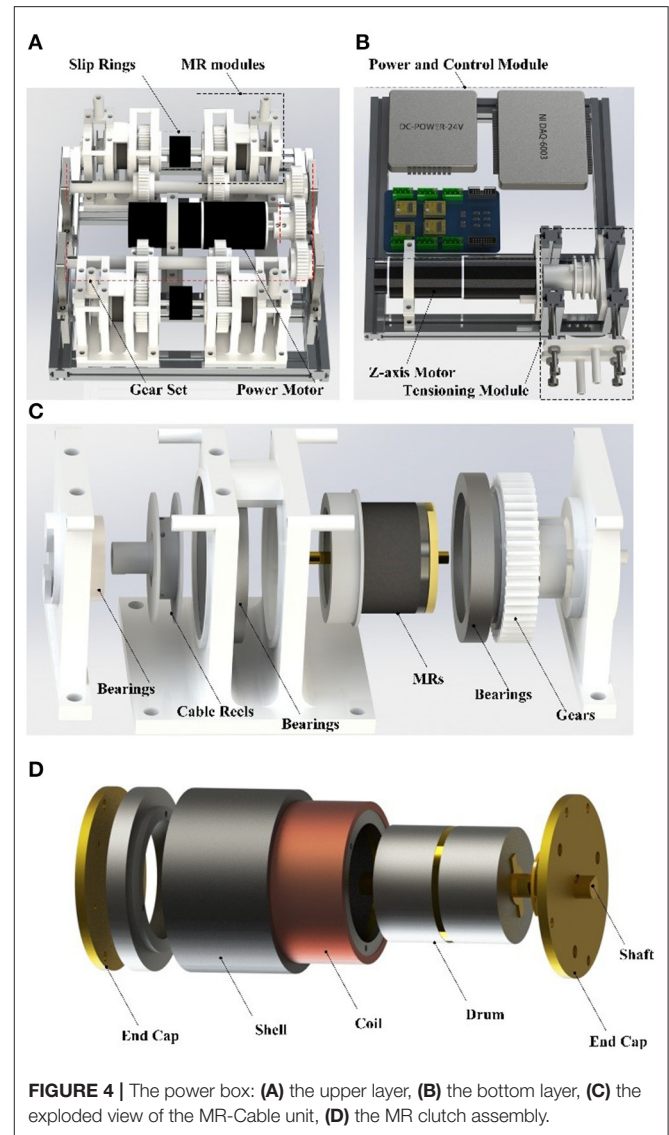 A
B
Slip Rings
MR modules
Power and Control Module
DC-POWER-24V
NI DAQ-6003
Z-axis Motor
Tensioning Module
Gear Set
Power Motor
C
Bearings
Cable Reels
Bearings
MRs
Bearings
Gears
D
End Cap
Shell
Coil
Drum
Shaft
End Cap
FIGURE 4 | The power box: (A) the upper layer, (B) the bottom layer, (C) the
exploded view of the MR-Cable unit, (D) the MR clutch assembly.